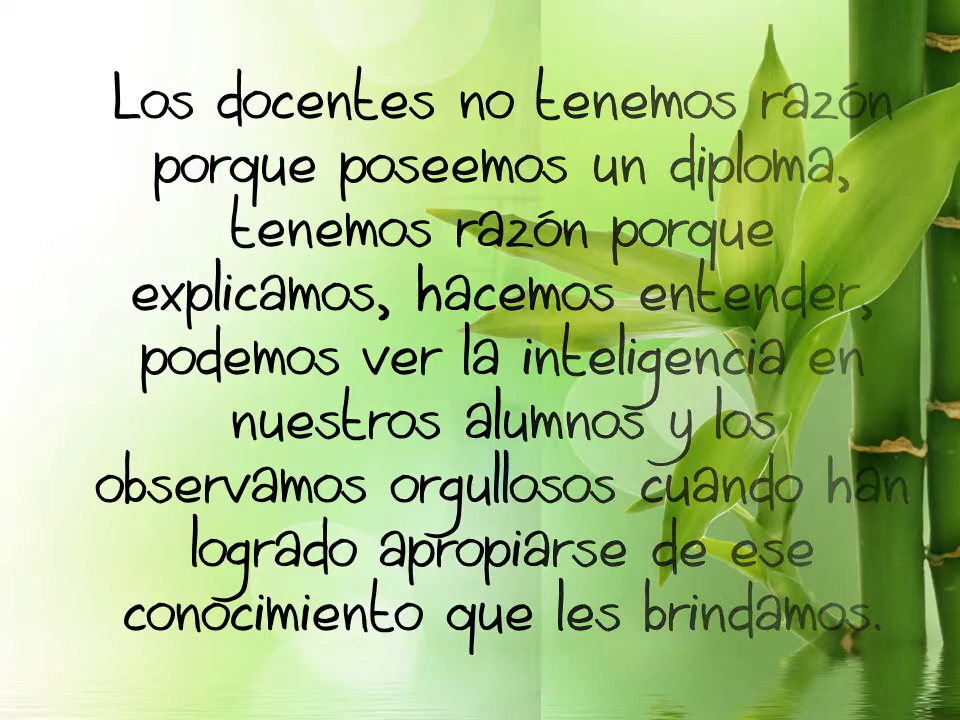 Los docentes no tenemos razón
porque poseemos un diploma,
tenemos razón porque
explicamos, hacemos entender,
podemos ver la inteligencia en
nuestros alumnos y los
observamos orgullosos cuando han
logrado apropiarse de ese
conocimiento que les brindamos.